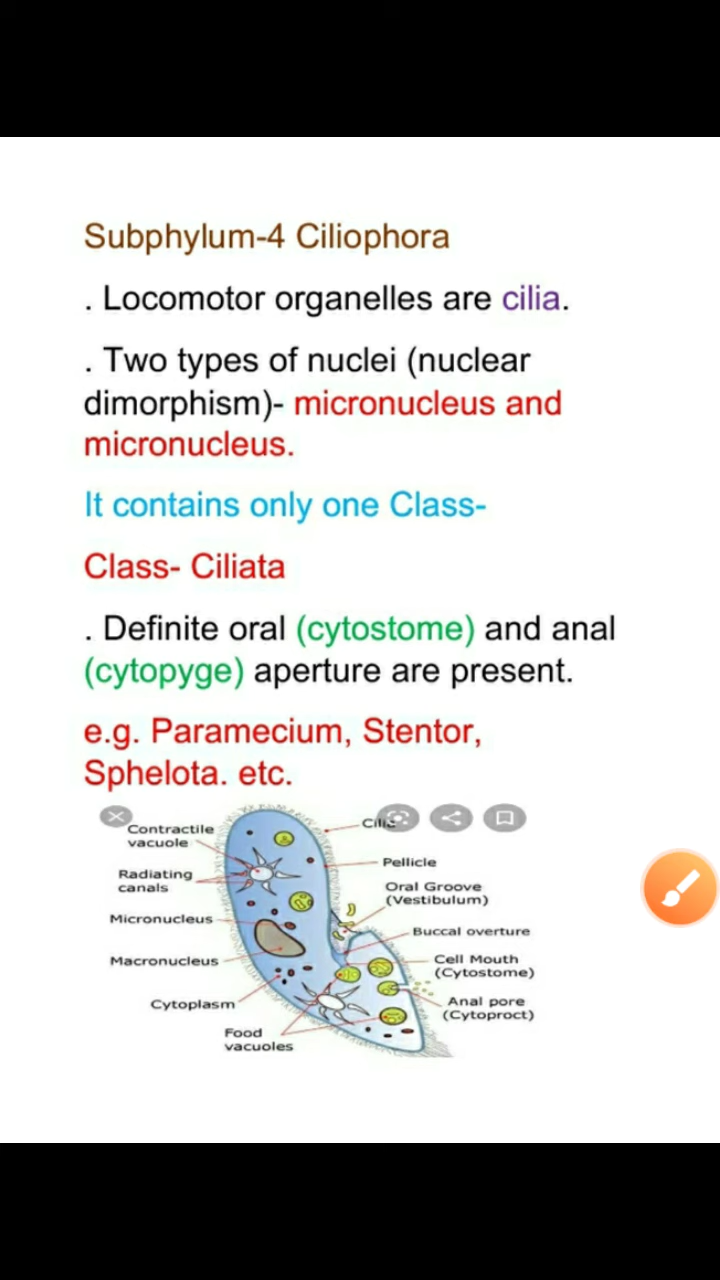 Subphylum-4 Ciliophora
. Locomotor organelles are cilia.
. Two types of nuclei (nuclear
dimorphism)- micronucleus and
micronucleus.
It contains only one Class-
Class- Ciliata
. Definite oral (cytostome) and anal
(cytopyge) aperture are present.
e.g. Paramecium, Stentor,
Sphelota. etc.
Contractile
vacuole
Cilia
Pellicle
Radiating
canals
Oral Groove
(Vestibulum)
Micronucleus
Buccal overture
Macronucleus
Cell Mouth
(Cytostome)
Cytoplasm
Anal pore
(Cytoproct)
Food
vacuoles